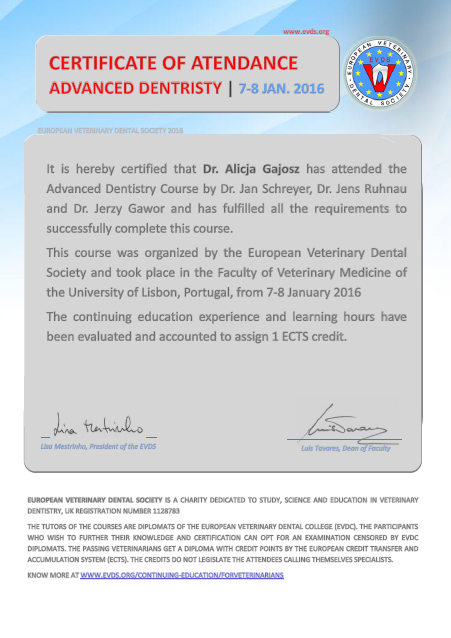 www.evds.org
CERTIFICATE OF ATENDANCE
ADVANCED DENTRISTRY | 7-8 JAN. 2016
EUROPEAN VETERINARY
EVDS
DENTAL SOCIETY
EUROPEAN VETERINARY DENTAL SOCIETY 2016
It is hereby certified that Dr. Alicja Gajosz has attended the
Advanced Dentistry Course by Dr. Jan Schreyer, Dr. Jens Ruhnau
and Dr. Jerzy Gawor and has fulfilled all the requirements to
successfully complete this course.
This course was organized by the European Veterinary Dental
Society and took place in the Faculty of Veterinary Medicine of
the University of Lisbon, Portugal, from 7-8 January 2016
The continuing education experience and learning hours have
been evaluated and accounted to assign 1 ECTS credit.
Lisa Mestrinho
Luis Tavares
Lisa Mestrinho, President of the EVDS
Luis Tavares, Dean of Faculty
EUROPEAN VETERINARY DENTAL SOCIETY IS A CHARITY DEDICATED TO STUDY, SCIENCE AND EDUCATION IN VETERINARY
DENTISTRY, UK REGISTRATION NUMBER 1128783
THE TUTORS OF THE COURSES ARE DIPLOMATS OF THE EUROPEAN VETERINARY DENTAL COLLEGE (EVDC). THE PARTICIPANTS
WHO WISH TO FURTHER THEIR KNOWLEDGE AND CERTIFICATION CAN OPT FOR AN EXAMINATION CENSORED BY EVDC
DIPLOMATS. THE PASSING VETERINARIANS GET A DIPLOMA WITH CREDIT POINTS BY THE EUROPEAN CREDIT TRANSFER AND
ACCUMULATION SYSTEM (ECTS). THE CREDITS DO NOT LEGISLATE THE ATTENDEES CALLING THEMSELVES SPECIALISTS.
KNOW MORE AT WWW.EVDS.ORG/CONTINUING-EDUCATION/FORVETERINARIANS